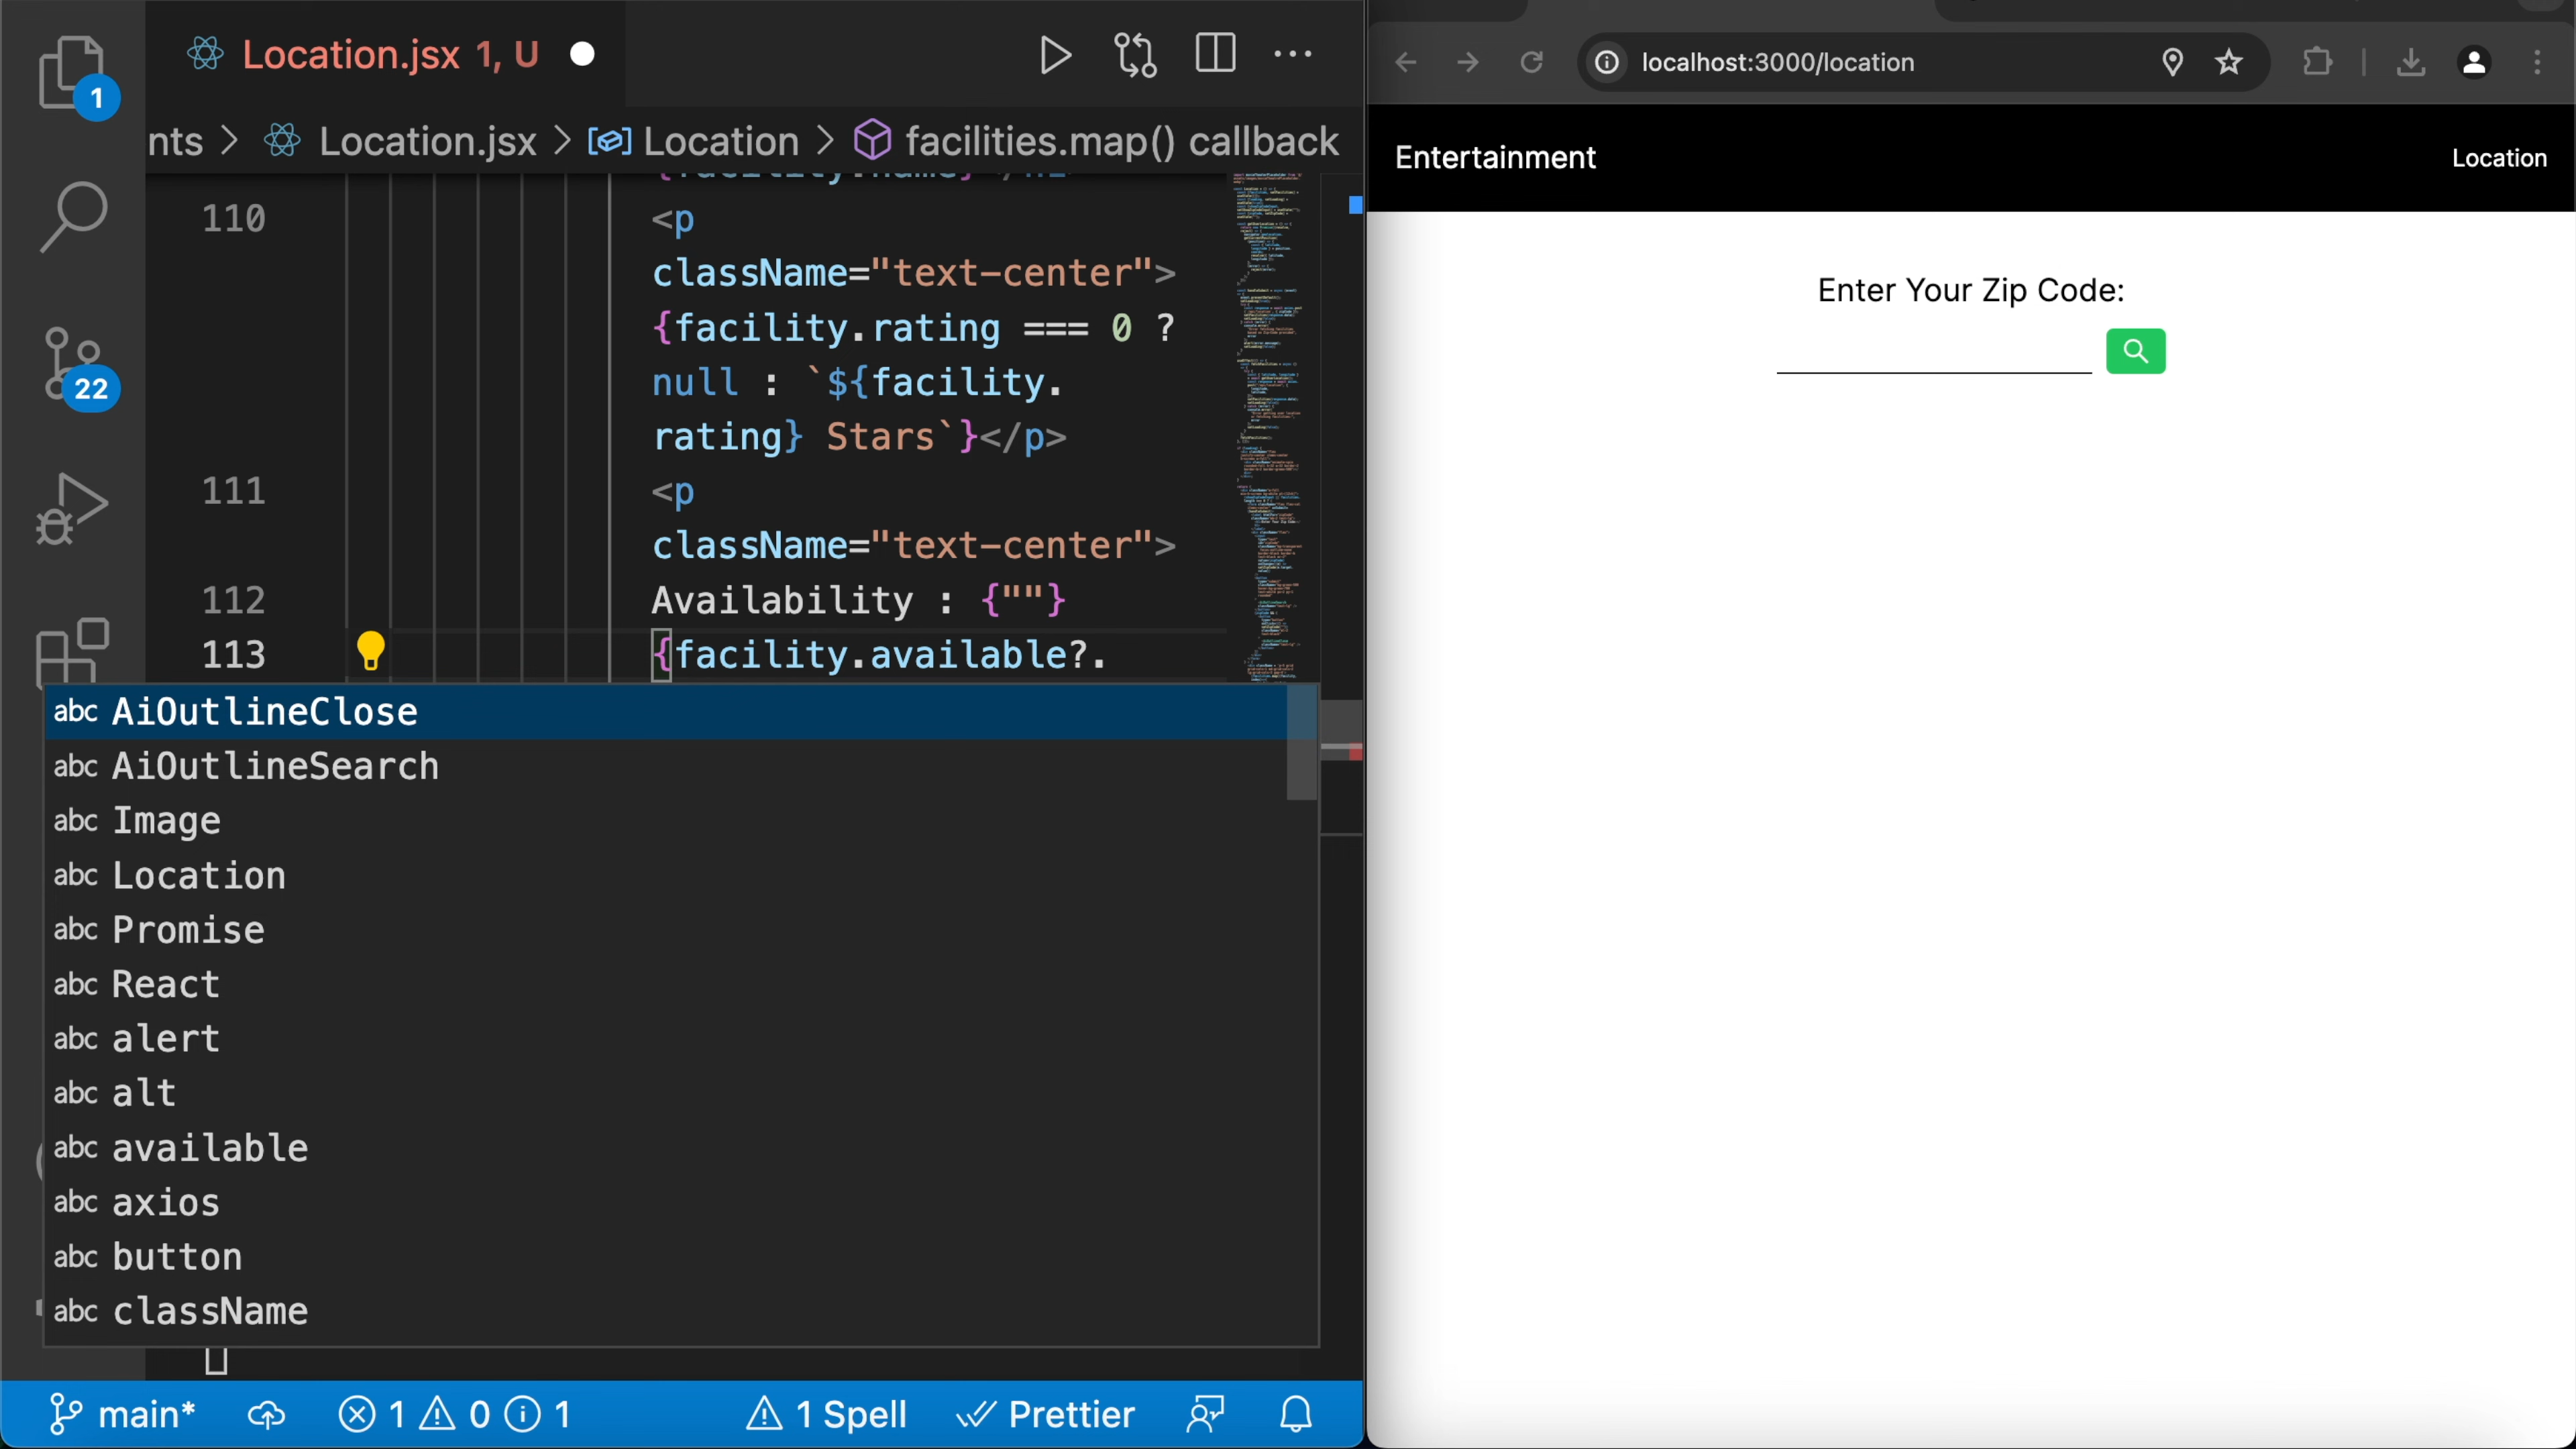 Location.jsx 1, U
nts > Location.jsx > Location > facilities.map() callback
110 <p
className="text-center">
{facility.rating === 0 ?
null : `${facility.
rating} Stars`}</p>
111 <p
className="text-center">
112 Availability : {""}
113 {facility.available?.
abc AiOutlineClose
abc AiOutlineSearch
abc Image
abc Location
abc Promise
abc React
abc alert
abc alt
abc available
abc axios
abc button
abc className
1
22
main* 1 0 1 1 Spell Prettier
localhost:3000/location
Entertainment Location
Enter Your Zip Code: